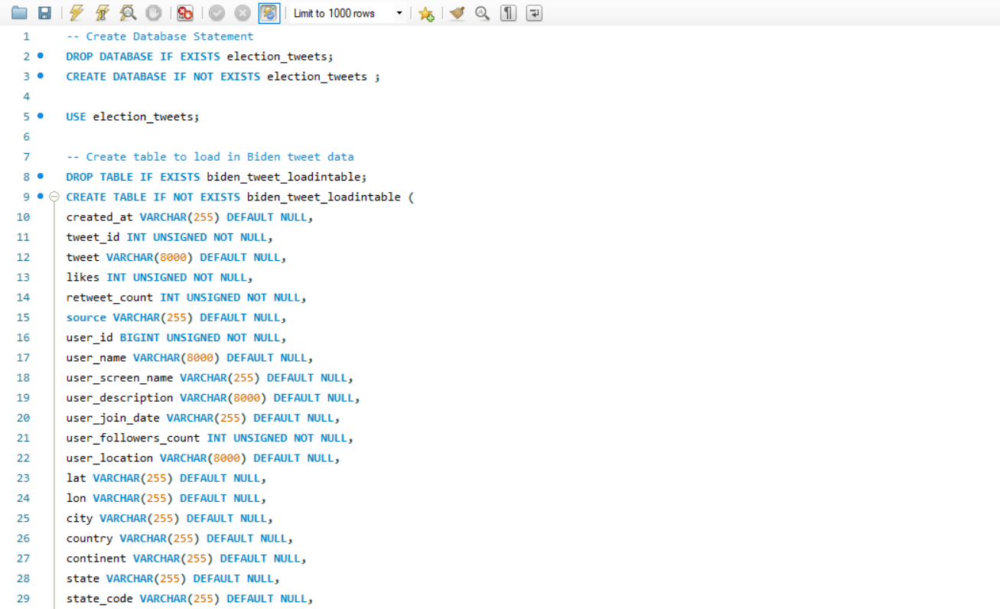 Limit to 1000 rows
1 -- Create Database Statement
2 DROP DATABASE IF EXISTS election_tweets;
3 CREATE DATABASE IF NOT EXISTS election_tweets ;
4
5 USE election_tweets;
6
7 -- Create table to load in Biden tweet data
8 DROP TABLE IF EXISTS biden_tweet_loadintable;
9 CREATE TABLE IF NOT EXISTS biden_tweet_loadintable (
10 created_at VARCHAR(255) DEFAULT NULL,
11 tweet_id INT UNSIGNED NOT NULL,
12 tweet VARCHAR(8000) DEFAULT NULL,
13 likes INT UNSIGNED NOT NULL,
14 retweet_count INT UNSIGNED NOT NULL,
15 source VARCHAR(255) DEFAULT NULL,
16 user_id BIGINT UNSIGNED NOT NULL,
17 user_name VARCHAR(8000) DEFAULT NULL,
18 user_screen_name VARCHAR(255) DEFAULT NULL,
19 user_description VARCHAR(8000) DEFAULT NULL,
20 user_join_date VARCHAR(255) DEFAULT NULL,
21 user_followers_count INT UNSIGNED NOT NULL,
22 user_location VARCHAR(8000) DEFAULT NULL,
23 lat VARCHAR(255) DEFAULT NULL,
24 lon VARCHAR(255) DEFAULT NULL,
25 city VARCHAR(255) DEFAULT NULL,
26 country VARCHAR(255) DEFAULT NULL,
27 continent VARCHAR(255) DEFAULT NULL,
28 state VARCHAR(255) DEFAULT NULL,
29 state_code VARCHAR(255) DEFAULT NULL,